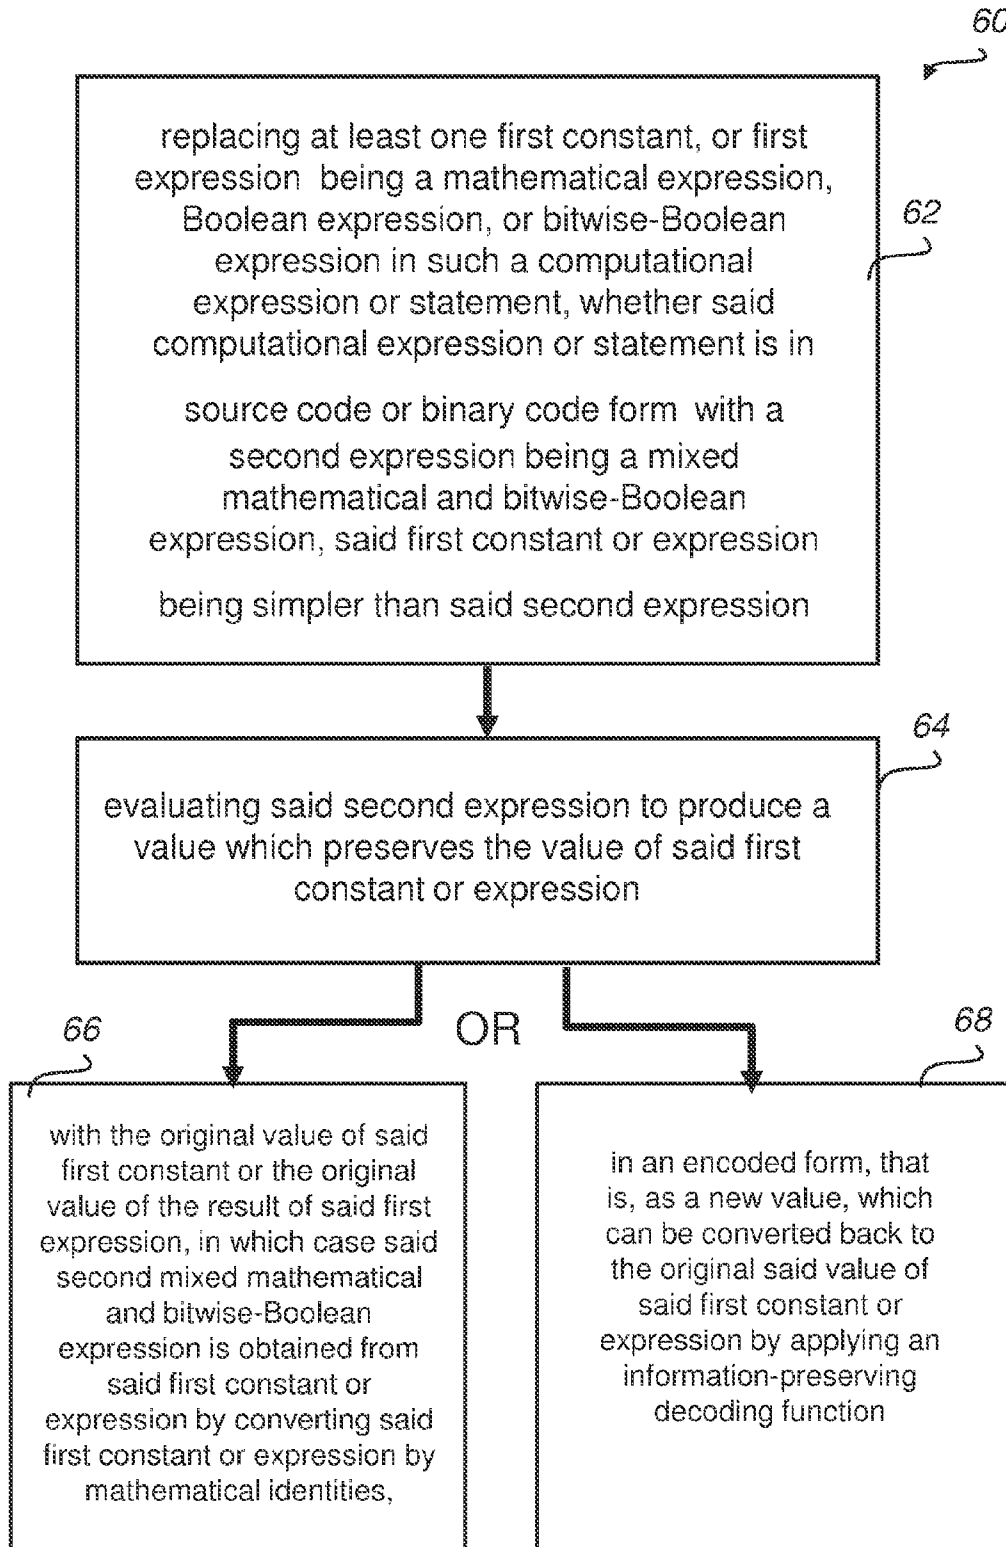 60
replacing at least one first constant, or first
expression being a mathematical expression,
Boolean expression, or bitwise-Boolean
expression in such a computational
expression or statement, whether said
computational expression or statement is in
source code or binary code form with a
second expression being a mixed
mathematical and bitwise-Boolean
expression, said first constant or expression
being simpler than said second expression
62
64
evaluating said second expression to produce a
value which preserves the value of said first
constant or expression
66
OR
68
with the original value of said
first constant or the original
value of the result of said first
expression, in which case said
second mixed mathematical
and bitwise-Boolean
expression is obtained from
said first constant or
expression by converting said
first constant or expression by
mathematical identities,
in an encoded form, that
is, as a new value, which
can be converted back to
the original said value of
said first constant or
expression by applying an
information-preserving
decoding function